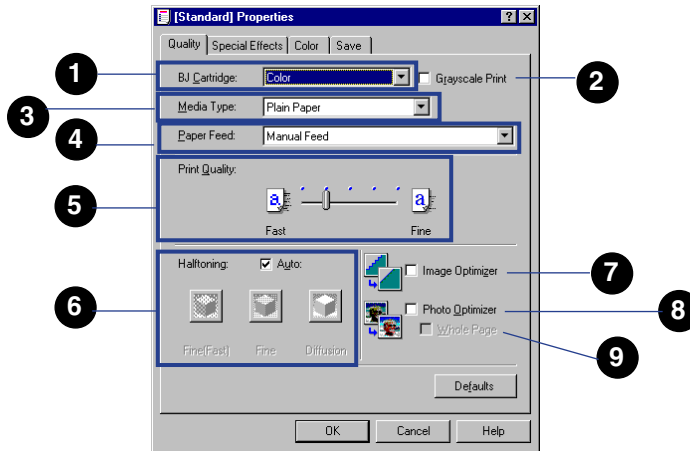 [Standard] Properties
Quality Special Effects Color Save
1 BJ Cartridge: Color Grayscale Print 2
3 Media Type: Plain Paper
4 Paper Feed: Manual Feed
5 Print Quality:
a a
Fast Fine
6 Halftoning: Auto: Image Optimizer 7
Photo Optimizer 8
Whole Page 9
Fine(Fast) Fine Diffusion
Defaults
OK Cancel Help